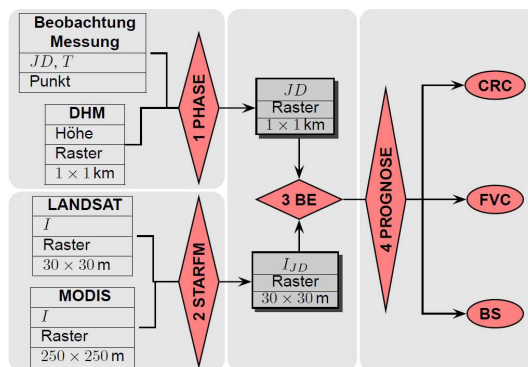 Beobachtung
Messung
JD, T
Punkt
DHM
Höhe
Raster
1 × 1 km
1 PHASE
JD
Raster
1 × 1 km
LANDSAT
I
Raster
30 × 30 m
MODIS
I
Raster
250 × 250 m
2 STARFM
I_JD
Raster
30 × 30 m
3 BE
4 PROGNOSE
CRC
FVC
BS